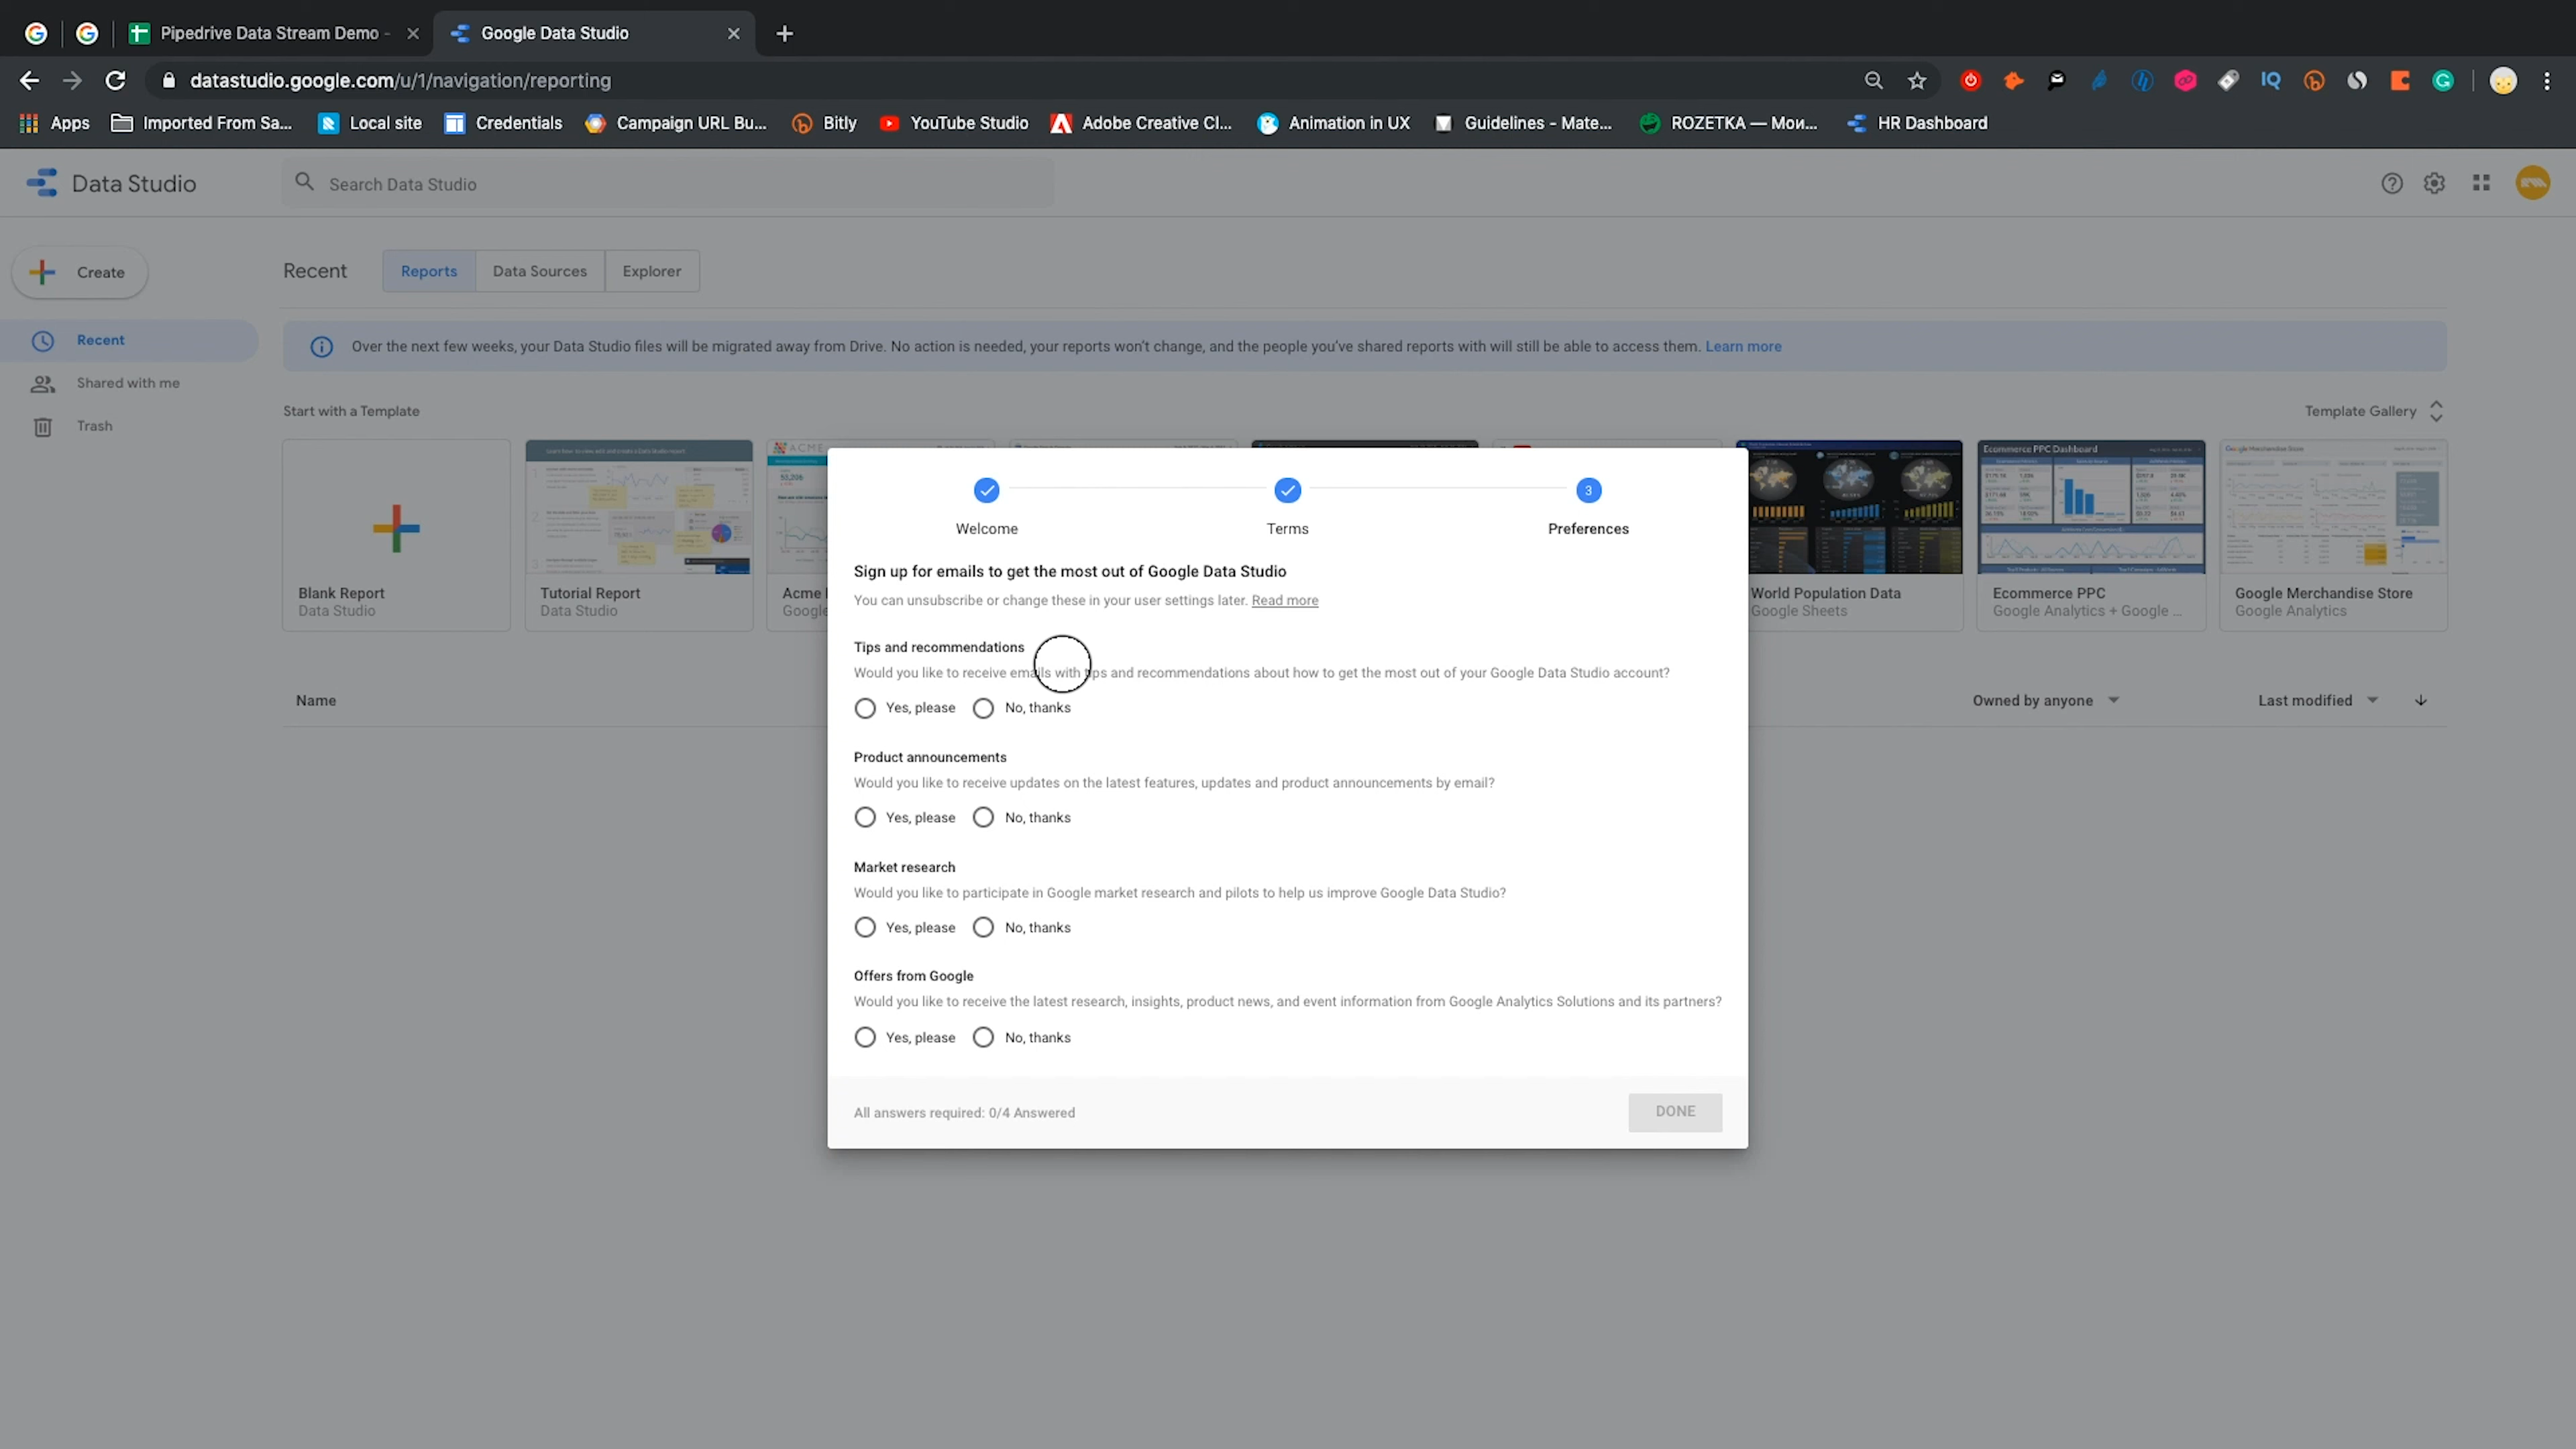 Pipedrive Data Stream Demo -
Google Data Studio
datastudio.google.com/u/1/navigation/reporting
Apps
Imported From Sa...
Local site
Credentials
Campaign URL Bu...
Bitly
YouTube Studio
Adobe Creative Cl...
Animation in UX
Guidelines - Mate...
ROZETKA — Мои...
HR Dashboard
Data Studio
Search Data Studio
Create
Recent
Reports
Data Sources
Explorer
Recent
Shared with me
Trash
Over the next few weeks, your Data Studio files will be migrated away from Drive. No action is needed, your reports won't change, and the people you've shared reports with will still be able to access them. Learn more
Start with a Template
Template Gallery
Blank Report
Data Studio
Tutorial Report
Data Studio
ACME
Acme
Google
World Population Data
Google Sheets
Ecommerce PPC Dashboard
Ecommerce PPC
Google Analytics + Google ...
Google Merchandise Store
Google Merchandise Store
Google Analytics
Name
Owned by anyone
Last modified
3
Welcome
Terms
Preferences
Sign up for emails to get the most out of Google Data Studio
You can unsubscribe or change these in your user settings later. Read more
Tips and recommendations
Would you like to receive emails with tips and recommendations about how to get the most out of your Google Data Studio account?
Yes, please
No, thanks
Product announcements
Would you like to receive updates on the latest features, updates and product announcements by email?
Yes, please
No, thanks
Market research
Would you like to participate in Google market research and pilots to help us improve Google Data Studio?
Yes, please
No, thanks
Offers from Google
Would you like to receive the latest research, insights, product news, and event information from Google Analytics Solutions and its partners?
Yes, please
No, thanks
All answers required: 0/4 Answered
DONE